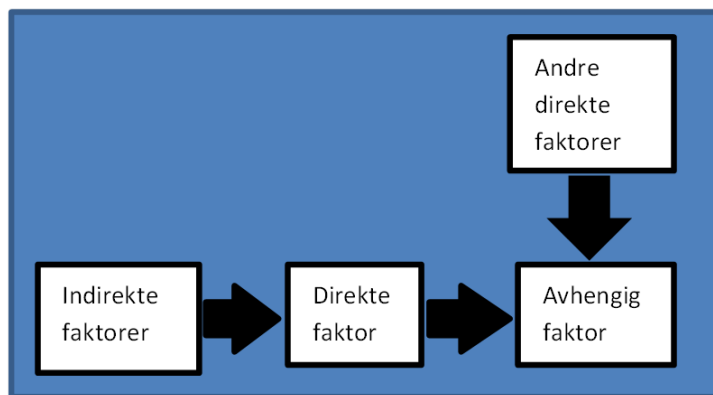 Andre
direkte
faktorer
Indirekte
faktorer
Direkte
faktor
Avhengig
faktor